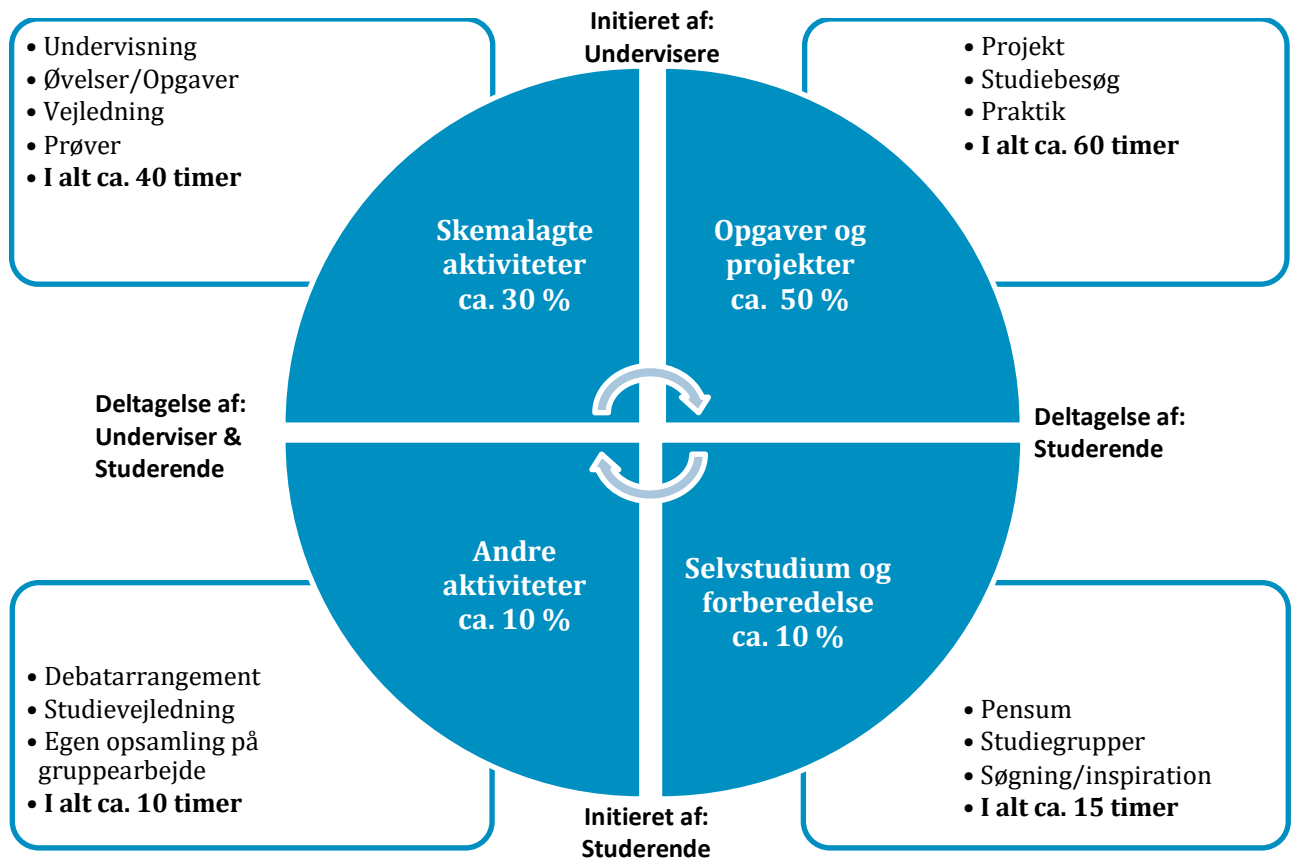 Initieret af:
Undervisere
• Undervisning
• Øvelser/Opgaver
• Vejledning
• Prøver
• I alt ca. 40 timer
• Projekt
• Studiebesøg
• Praktik
• I alt ca. 60 timer
Skemalagte
aktiviteter
ca. 30 %
Opgaver og
projekter
ca. 50 %
Deltagelse af:
Underviser &
Studerende
Deltagelse af:
Studerende
Andre
aktiviteter
ca. 10 %
Selvstudium og
forberedelse
ca. 10 %
• Debatarrangement
• Studievejledning
• Egen opsamling på
gruppearbejde
• I alt ca. 10 timer
• Pensum
• Studiegrupper
• Søgning/inspiration
• I alt ca. 15 timer
Initieret af:
Studerende